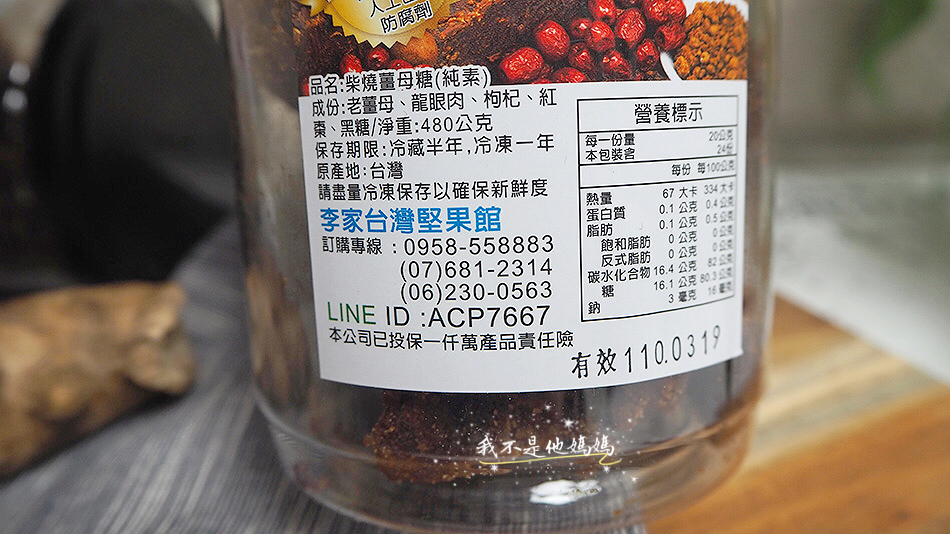 人工
防腐劑
品名:柴燒薑母糖(純素)
成份:老薑母、龍眼肉、枸杞、紅
棗、黑糖/淨重:480公克
保存期限:冷藏半年,冷凍一年
原產地:台灣
請盡量冷凍保存以確保新鮮度
李家台灣堅果館
訂購專線 : 0958-558883
(07)681-2314
(06)230-0563
LINE ID :ACP7667
本公司已投保一仟萬產品責任險
營養標示
每一份量 20公克
本包裝含 24份
每份 每100公克
熱量 67 大卡 334 大卡
蛋白質 0.1 公克 0.4 公克
脂肪 0.1 公克 0.5 公克
飽和脂肪 0 公克 0 公克
反式脂肪 0 公克 0 公克
碳水化合物 16.4 公克 82 公克
糖 16.1 公克 80.3 公克
鈉 3 毫克 16 毫克
有效 110.0319
我不是他媽媽